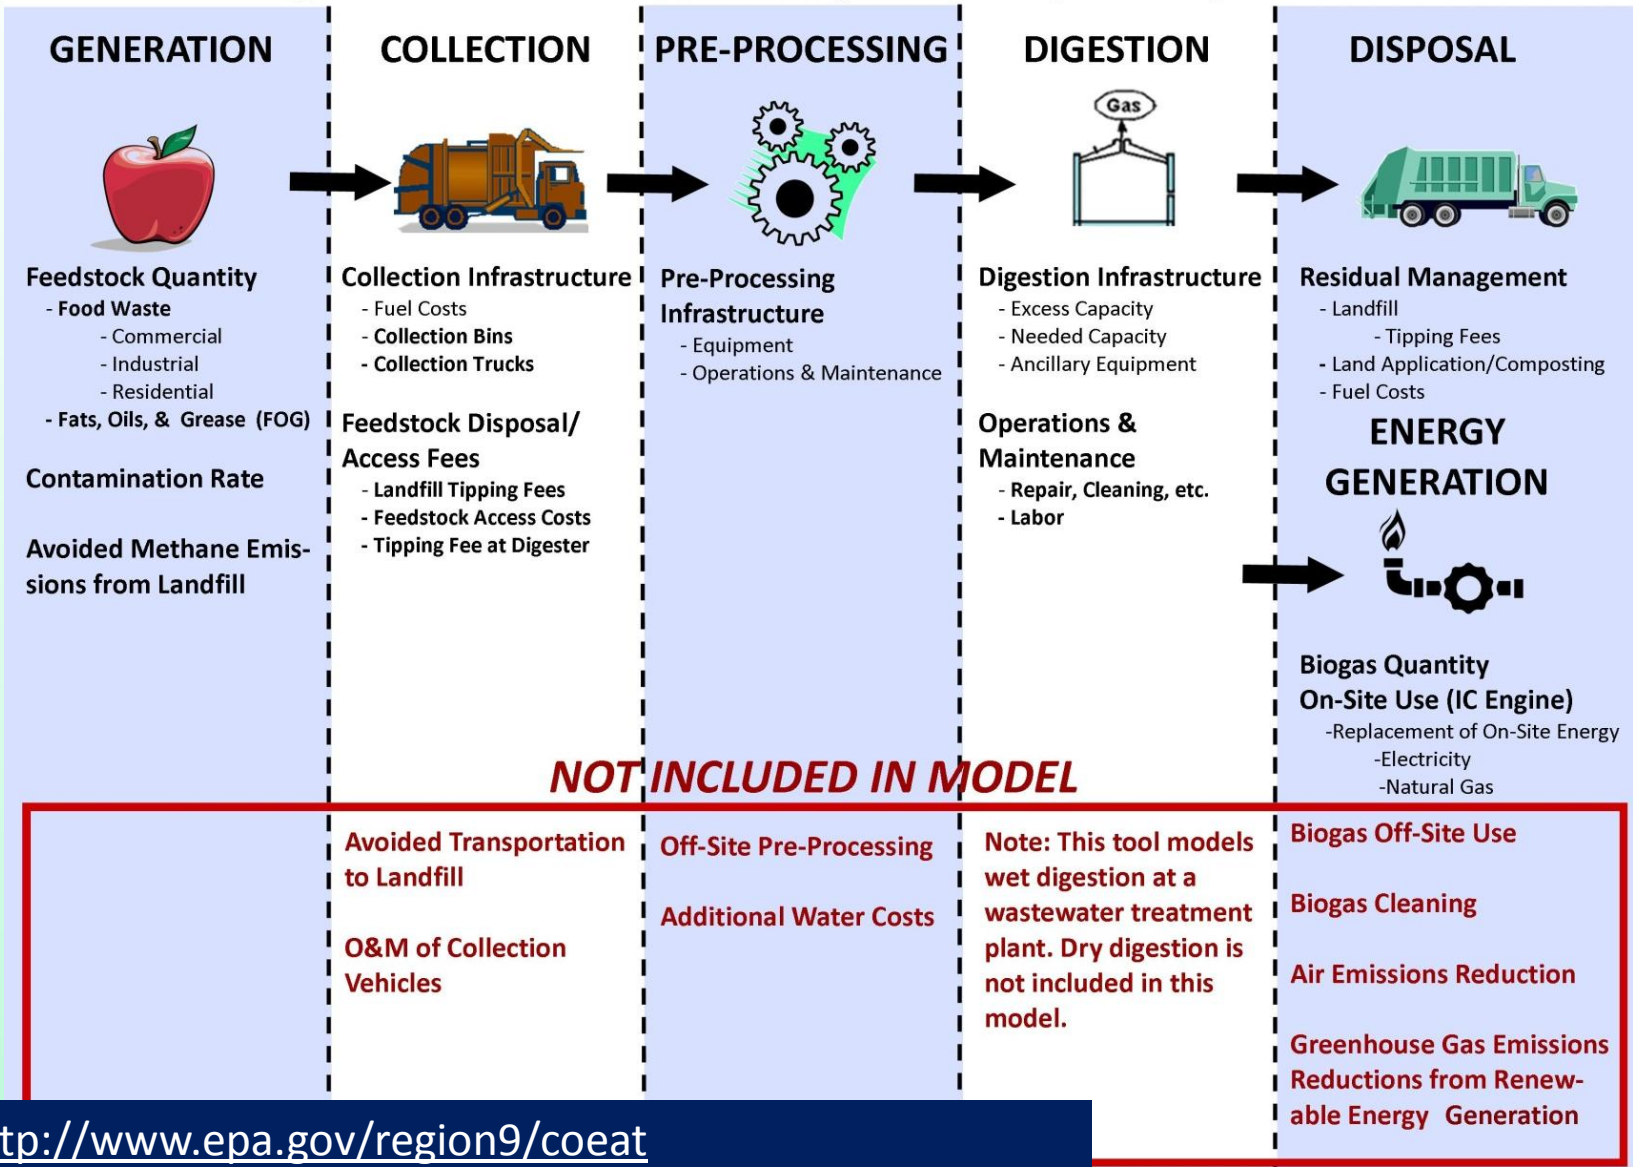 GENERATION
Feedstock Quantity
- Food Waste
- Commercial
- Industrial
- Residential
- Fats, Oils, & Grease (FOG)
Contamination Rate
Avoided Methane Emis-
sions from Landfill
COLLECTION
Collection Infrastructure
- Fuel Costs
- Collection Bins
- Collection Trucks
Feedstock Disposal/
Access Fees
- Landfill Tipping Fees
- Feedstock Access Costs
- Tipping Fee at Digester
PRE-PROCESSING
Pre-Processing
Infrastructure
- Equipment
- Operations & Maintenance
DIGESTION
Gas
Digestion Infrastructure
- Excess Capacity
- Needed Capacity
- Ancillary Equipment
Operations &
Maintenance
- Repair, Cleaning, etc.
- Labor
DISPOSAL
Residual Management
- Landfill
- Tipping Fees
- Land Application/Composting
- Fuel Costs
ENERGY
GENERATION
Biogas Quantity
On-Site Use (IC Engine)
-Replacement of On-Site Energy
-Electricity
-Natural Gas
NOT INCLUDED IN MODEL
Avoided Transportation
to Landfill
O&M of Collection
Vehicles
Off-Site Pre-Processing
Additional Water Costs
Note: This tool models
wet digestion at a
wastewater treatment
plant. Dry digestion is
not included in this
model.
Biogas Off-Site Use
Biogas Cleaning
Air Emissions Reduction
Greenhouse Gas Emissions
Reductions from Renew-
able Energy Generation
tp://www.epa.gov/region9/coeat